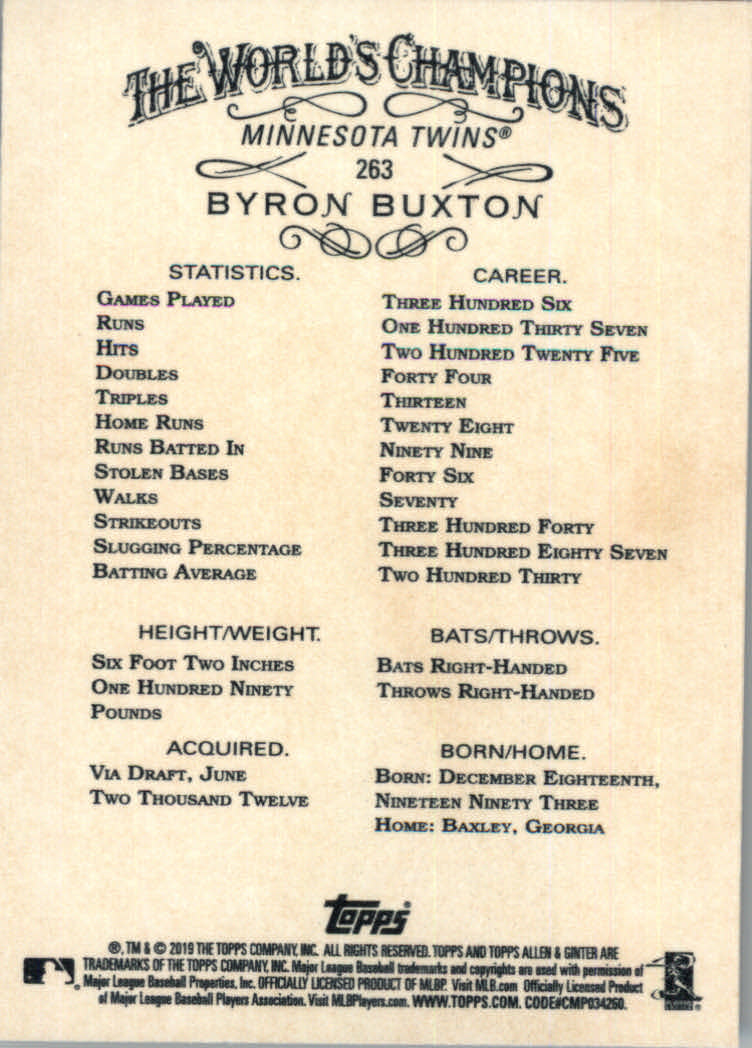 THE WORLD'S CHAMPIONS
MINNESOTA TWINS®
263
BYRON BUXTON
STATISTICS. CAREER.
GAMES PLAYED THREE HUNDRED SIX
RUNS ONE HUNDRED THIRTY SEVEN
HITS TWO HUNDRED TWENTY FIVE
DOUBLES FORTY FOUR
TRIPLES THIRTEEN
HOME RUNS TWENTY EIGHT
RUNS BATTED IN NINETY NINE
STOLEN BASES FORTY SIX
WALKS SEVENTY
STRIKEOUTS THREE HUNDRED FORTY
SLUGGING PERCENTAGE THREE HUNDRED EIGHTY SEVEN
BATTING AVERAGE TWO HUNDRED THIRTY
HEIGHT/WEIGHT.
SIX FOOT TWO INCHES
ONE HUNDRED NINETY
POUNDS
BATS/THROWS.
BATS RIGHT-HANDED
THROWS RIGHT-HANDED
ACQUIRED.
VIA DRAFT, JUNE
TWO THOUSAND TWELVE
BORN/HOME.
BORN: DECEMBER EIGHTEENTH,
NINETEEN NINETY THREE
HOME: BAXLEY, GEORGIA
Topps®
®, TM & © 2019 THE TOPPS COMPANY, INC. ALL RIGHTS RESERVED. TOPPS AND TOPPS ALLEN & GINTER ARE
TRADEMARKS OF THE TOPPS COMPANY, INC. Major League Baseball trademarks and copyrights are used with permission of
Major League Baseball Properties, Inc. OFFICIALLY LICENSED PRODUCT OF MLBP. Visit MLB.com Officially Licensed Product
of Major League Baseball Players Association. Visit MLBPlayers.com. WWW.TOPPS.COM. CODE#CMP034260.